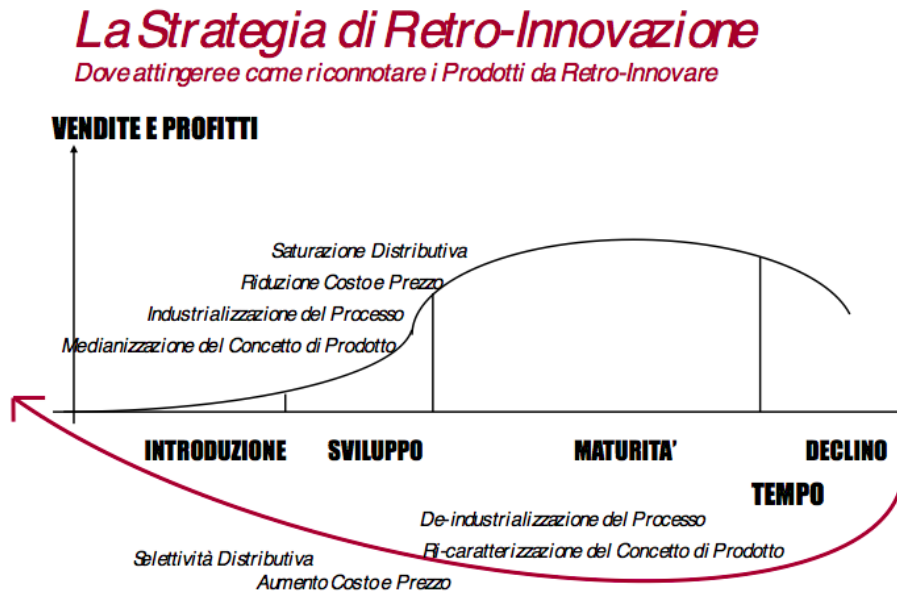 La Strategia di Retro-Innovazione
Dove attingere e come riconnotare i Prodotti da Retro-Innovare
VENDITE E PROFITTI
Saturazione Distributiva
Riduzione Costo e Prezzo
Industrializzazione del Processo
Medianizzazione del Concetto di Prodotto
INTRODUZIONE
SVILUPPO
MATURITA'
DECLINO
TEMPO
De-industrializzazione del Processo
Ri-caratterizzazione del Concetto di Prodotto
Selettività Distributiva
Aumento Costo e Prezzo